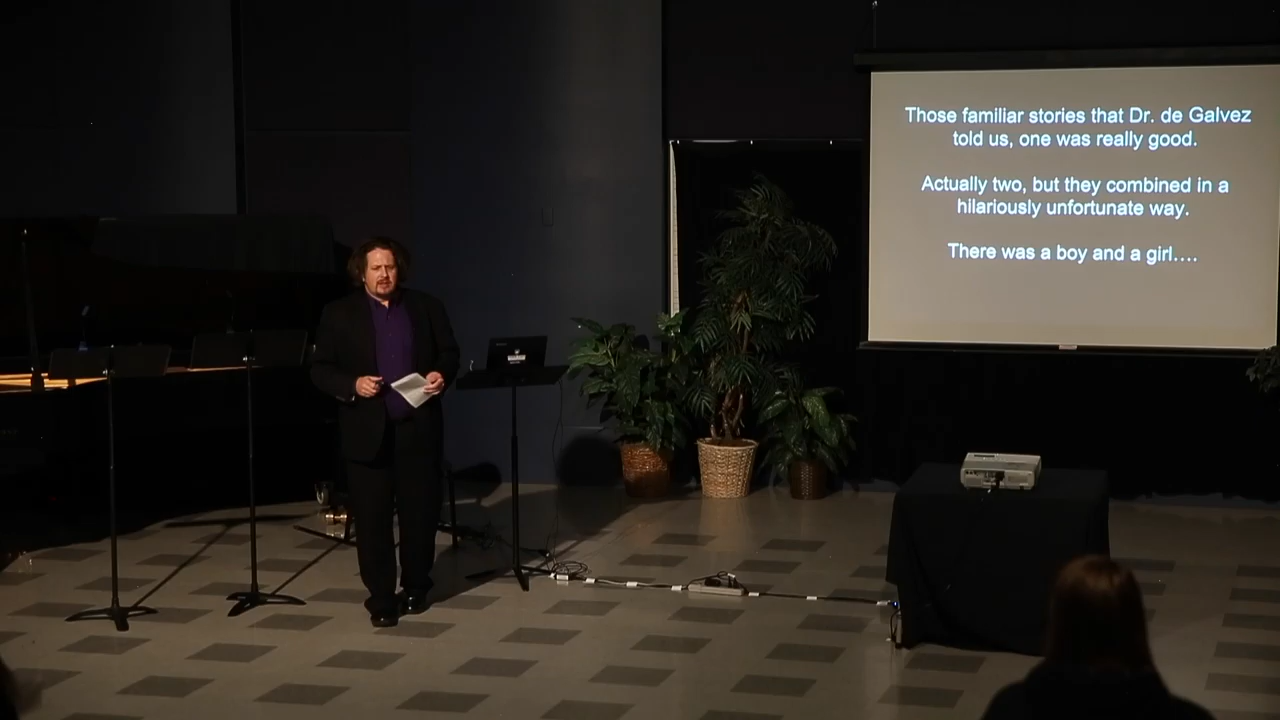 Those familiar stories that Dr. de Galvez
told us, one was really good.
Actually two, but they combined in a
hilariously unfortunate way.
There was a boy and a girl....